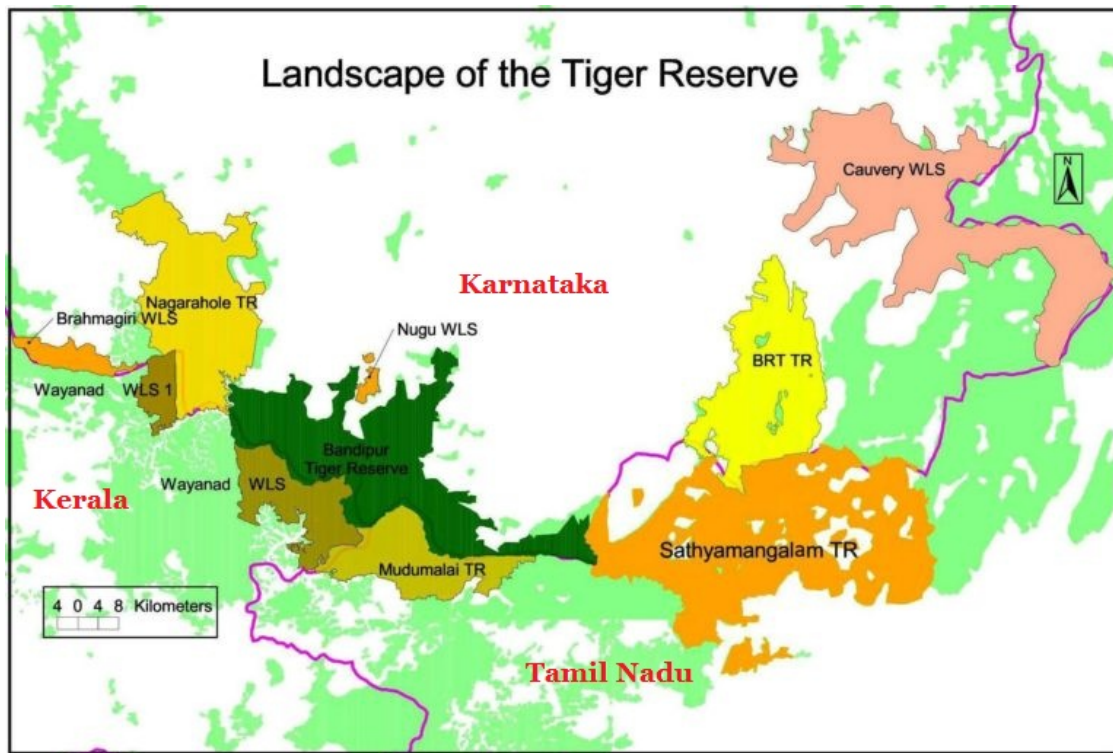 Landscape of the Tiger Reserve
Cauvery WLS
N
Karnataka
Nagarahole TR
Brahmagiri WLS
Nugu WLS
BRT TR
Wayanad WLS 1
Bandipur
Tiger Reserve
Wayanad WLS
Kerala
Sathyamangalam TR
Mudumalai TR
4 0 4 8 Kilometers
Tamil Nadu